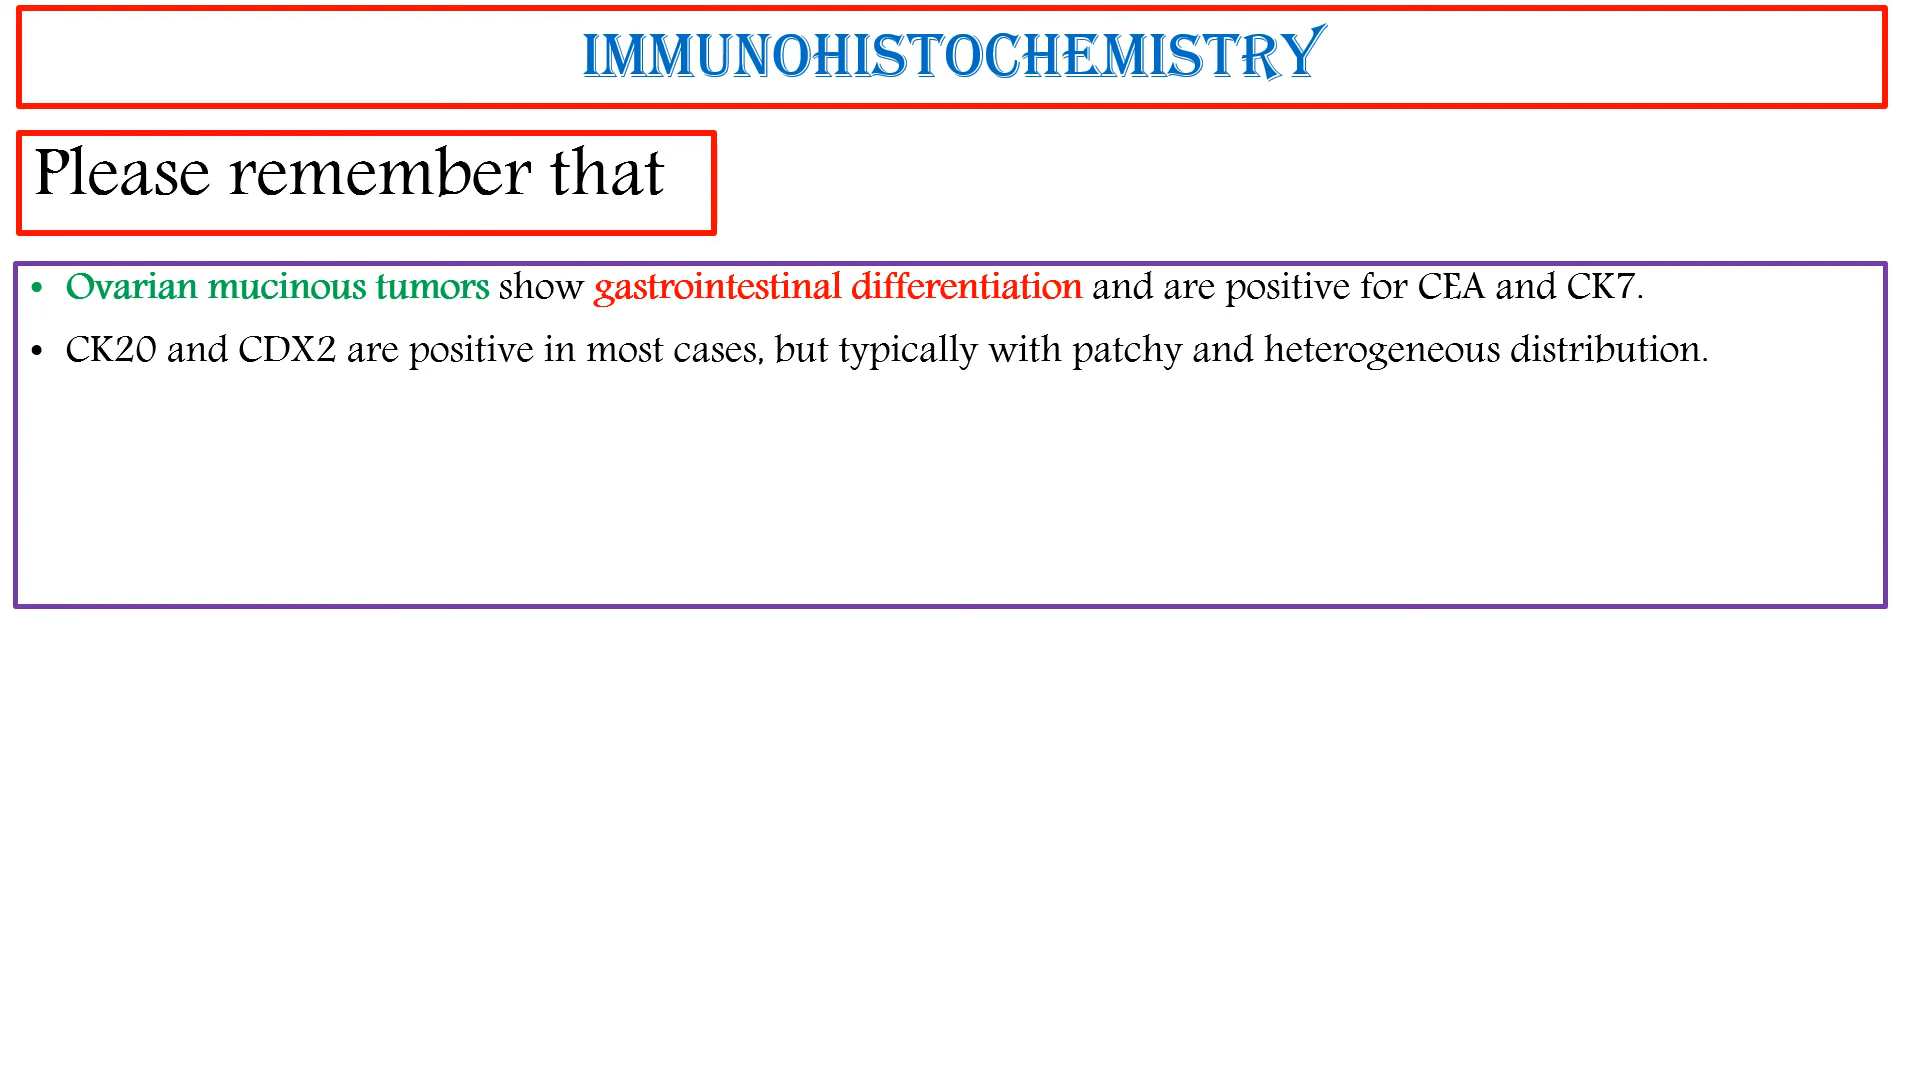 IMMUNOHISTOCHEMISTRY
Please remember that
• Ovarian mucinous tumors show gastrointestinal differentiation and are positive for CEA and CK7.
• CK20 and CDX2 are positive in most cases, but typically with patchy and heterogeneous distribution.